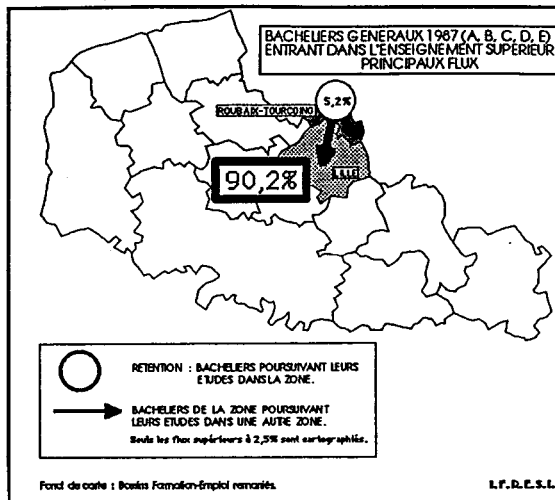 BACHELIERS GENERAUX 1987 (A, B, C, D, E)
ENTRANT DANS L'ENSEIGNEMENT SUPERIEUR
PRINCIPAUX FLUX
5,2%
ROUBAIX-TOURCOING
LILLE
90,2%
RETENTION : BACHELIERS POURSUIVANT LEURS
ETUDES DANS LA ZONE.
BACHELIERS DE LA ZONE POURSUIVANT
LEURS ETUDES DANS UNE AUTRE ZONE.
Seuls les flux supérieurs à 2,5% sont cartographiés.
Fond de carte : Bassins Formation-Emploi remaniés.
I.F.R.E.S.I.